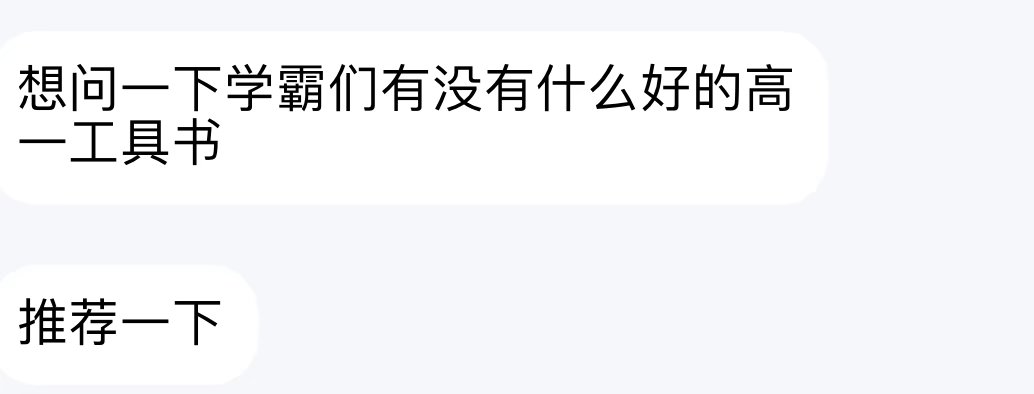 想问一下学霸们有没有什么好的高
一工具书
推荐一下